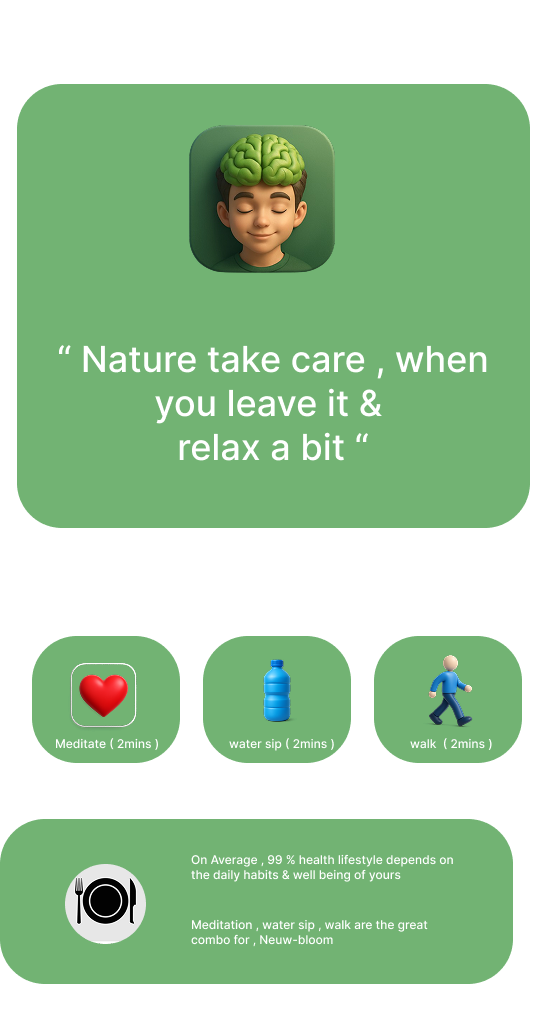 “ Nature take care , when
you leave it &
relax a bit “
Meditate ( 2mins )
water sip ( 2mins )
walk  ( 2mins )
On Average , 99 % health lifestyle depends on
the daily habits & well being of yours
Meditation , water sip , walk are the great
combo for , Neuw-bloom